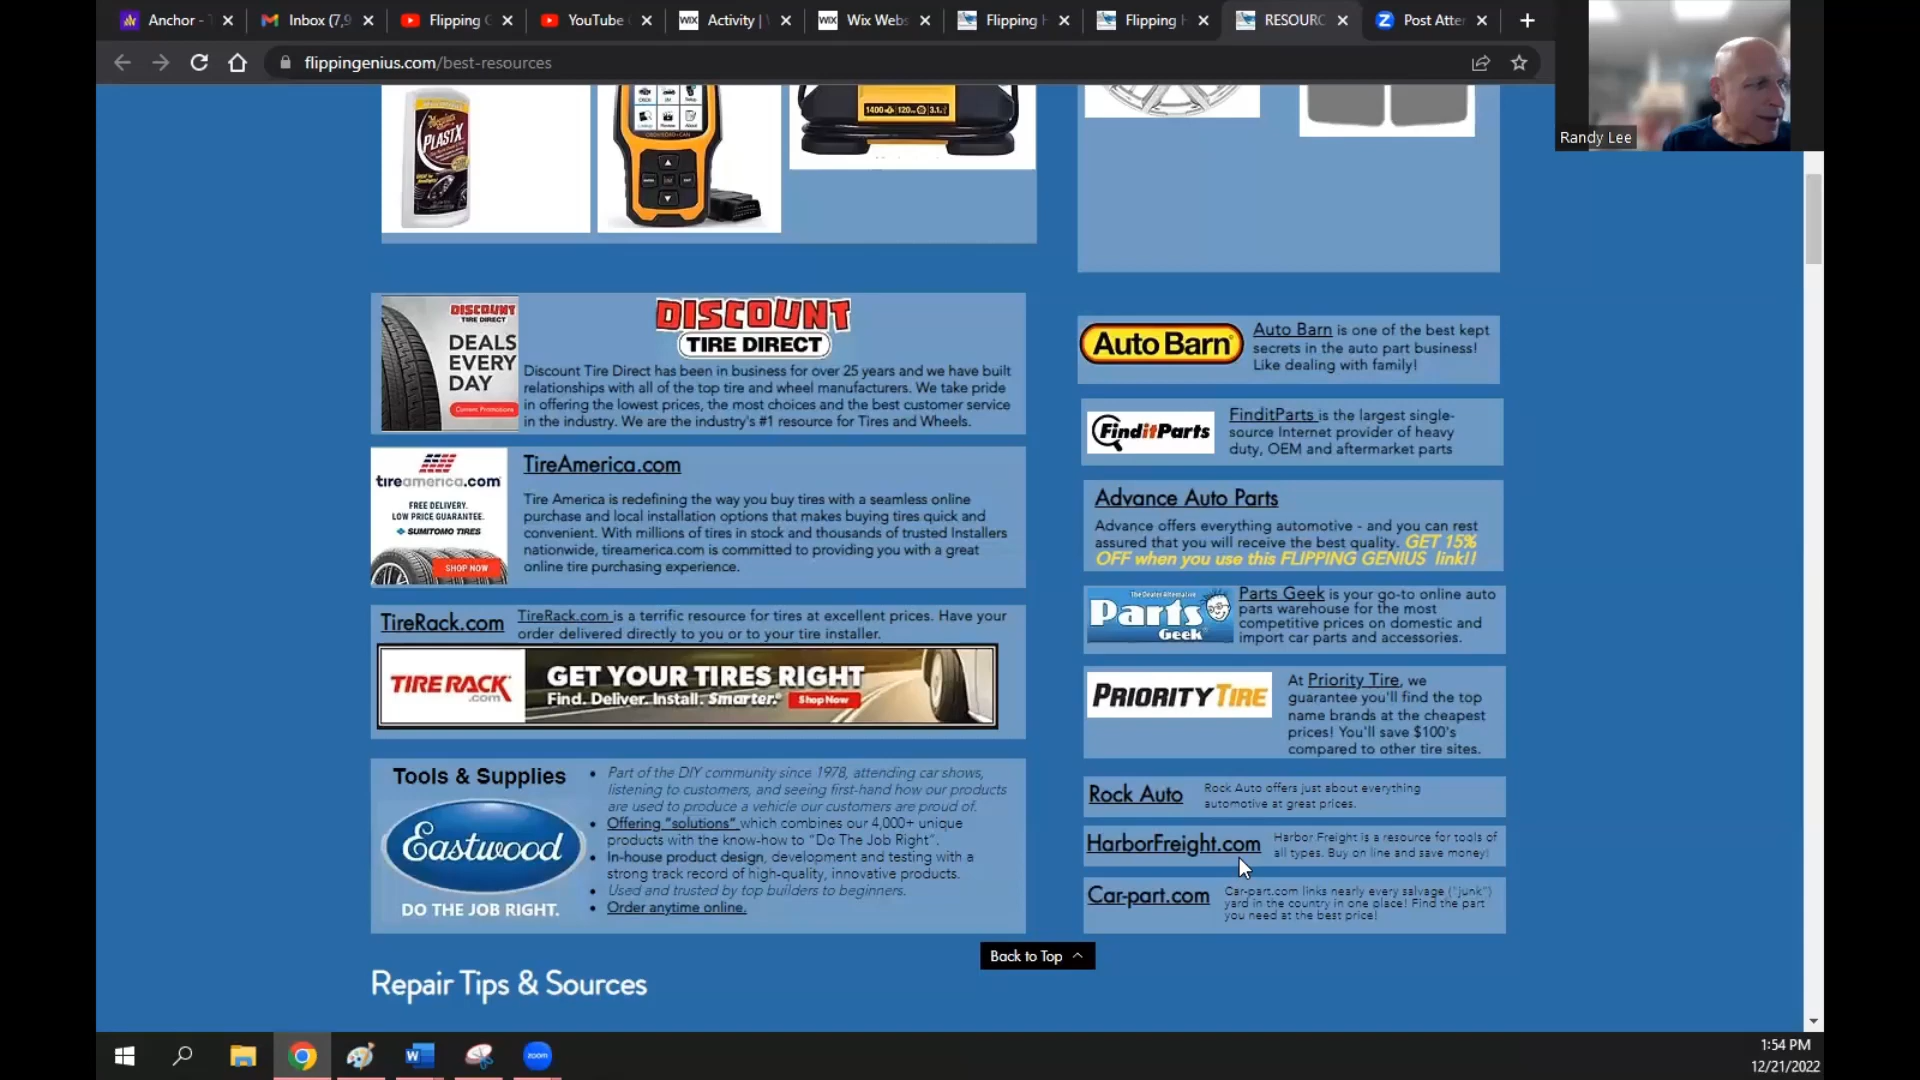 Anchor -
Inbox (7,9
Flipping G
YouTube
WIX
Activity |
WIX
Wix Webs
Flipping
Flipping
RESOUR
Post Atte
flippingenius.com/best-resources
Randy Lee
Meguiar's
PLASTX
1400
120
3.1
DISCOUNT
TIRE DIRECT
DEALS
EVERY
DAY
Current Promotions
DISCOUNT
TIRE DIRECT
Discount Tire Direct has been in business for over 25 years and we have built
relationships with all of the top tire and wheel manufacturers. We take pride
in offering the lowest prices, the most choices and the best customer service
in the industry. We are the industry's #1 resource for Tires and Wheels.
tireamerica.com
FREE DELIVERY.
LOW PRICE GUARANTEE.
SUMITOMO TIRES
SHOP NOW
TireAmerica.com
Tire America is redefining the way you buy tires with a seamless online
purchase and local installation options that makes buying tires quick and
convenient. With millions of tires in stock and thousands of trusted Installers
nationwide, tireamerica.com is committed to providing you with a great
online tire purchasing experience.
TireRack.com
TireRack.com is a terrific resource for tires at excellent prices. Have your
order delivered directly to you or to your tire installer.
TIRE RACK
.com
GET YOUR TIRES RIGHT
Find. Deliver. Install. Smarter.
Shop Now
Tools & Supplies
Eastwood
DO THE JOB RIGHT.
• Part of the DIY community since 1978, attending car shows,
listening to customers, and seeing first-hand how our products
are used to produce a vehicle our customers are proud of.
• Offering "solutions" which combines our 4,000+ unique
products with the know-how to "Do The Job Right".
• In-house product design, development and testing with a
strong track record of high-quality, innovative products.
• Used and trusted by top builders to beginners.
• Order anytime online.
Auto Barn
Auto Barn is one of the best kept
secrets in the auto part business!
Like dealing with family!
FinditParts
FinditParts is the largest single-
source Internet provider of heavy
duty, OEM and aftermarket parts
Advance Auto Parts
Advance offers everything automotive - and you can rest
assured that you will receive the best quality. GET 15%
OFF when you use this FLIPPING GENIUS link!!
The Dealer Alternative
Parts
Geek
Parts Geek is your go-to online auto
parts warehouse for the most
competitive prices on domestic and
import car parts and accessories.
PRIORITY TIRE
At Priority Tire, we
guarantee you'll find the top
name brands at the cheapest
prices! You'll save $100's
compared to other tire sites.
Rock Auto
Rock Auto offers just about everything
automotive at great prices.
HarborFreight.com
Harbor Freight is a resource for tools of
all types. Buy on line and save money!
Car-part.com
Car-part.com links nearly every salvage ("junk")
yard in the country in one place! Find the part
you need at the best price!
Back to Top
Repair Tips & Sources
zoom
1:54 PM
12/21/2022